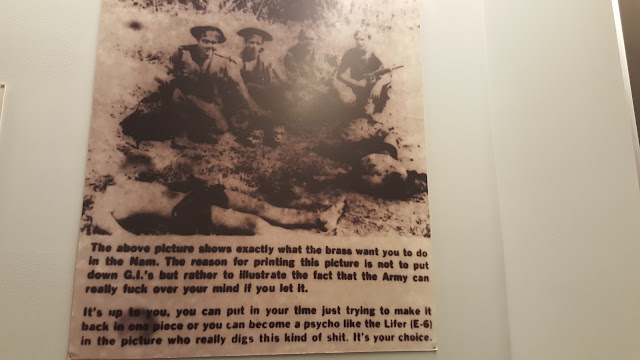 The above picture shows exactly what the brass want you to do
in the Nam. The reason for printing this picture is not to put
down G.I.'s but rather to illustrate the fact that the Army can
really fuck over your mind if you let it.
It's up to you, you can put in your time just trying to make it
back in one piece or you can become a psycho like the Lifer (E-6)
in the picture who really digs this kind of shit. It's your choice.